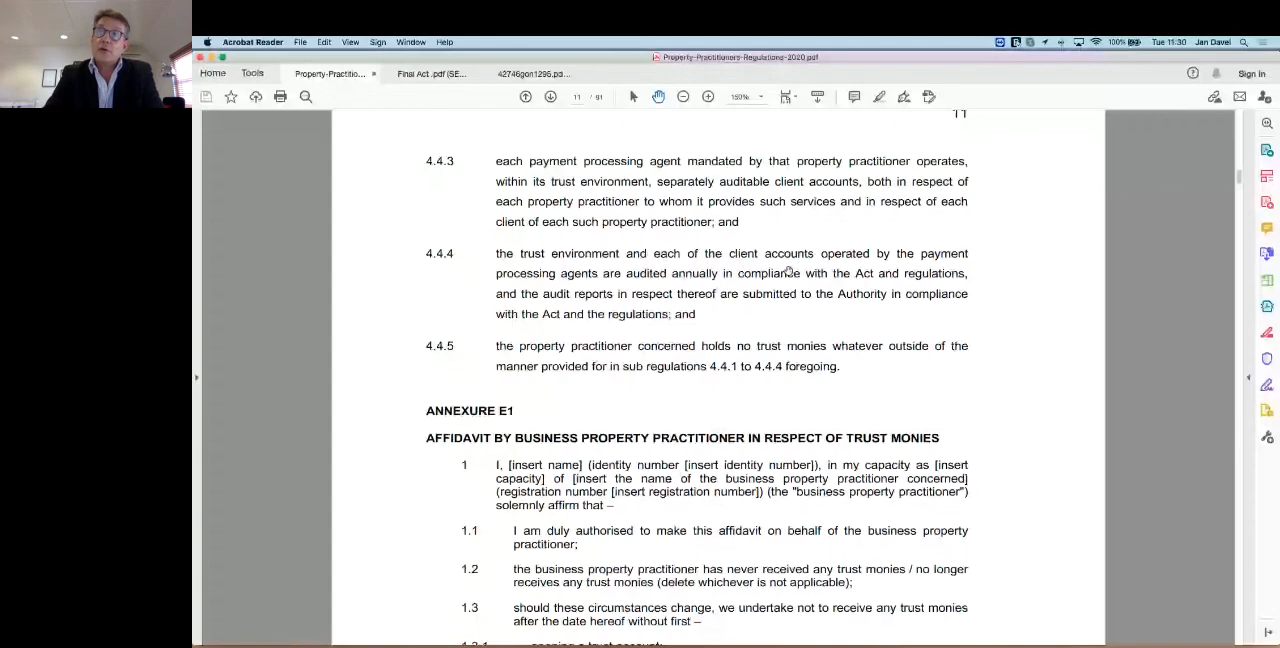 Acrobat Reader File Edit View Sign Window Help 100% Tue 11:30 Jan Davel
Property-Practitioners-Regulations-2020.pdf
Home Tools Property-Practitio... × Final Act .pdf (SE... 42746gon1295.pd... Sign In
11 / 91 150%
11
4.4.3 each payment processing agent mandated by that property practitioner operates,
within its trust environment, separately auditable client accounts, both in respect of
each property practitioner to whom it provides such services and in respect of each
client of each such property practitioner; and
4.4.4 the trust environment and each of the client accounts operated by the payment
processing agents are audited annually in compliance with the Act and regulations,
and the audit reports in respect thereof are submitted to the Authority in compliance
with the Act and the regulations; and
4.4.5 the property practitioner concerned holds no trust monies whatever outside of the
manner provided for in sub regulations 4.4.1 to 4.4.4 foregoing.
ANNEXURE E1
AFFIDAVIT BY BUSINESS PROPERTY PRACTITIONER IN RESPECT OF TRUST MONIES
1 I, [insert name] (identity number [insert identity number]), in my capacity as [insert
capacity] of [insert the name of the business property practitioner concerned]
(registration number [insert registration number]) (the "business property practitioner")
solemnly affirm that –
1.1 I am duly authorised to make this affidavit on behalf of the business property
practitioner;
1.2 the business property practitioner has never received any trust monies / no longer
receives any trust monies (delete whichever is not applicable);
1.3 should these circumstances change, we undertake not to receive any trust monies
after the date hereof without first –
1.3.1 opening a trust account;